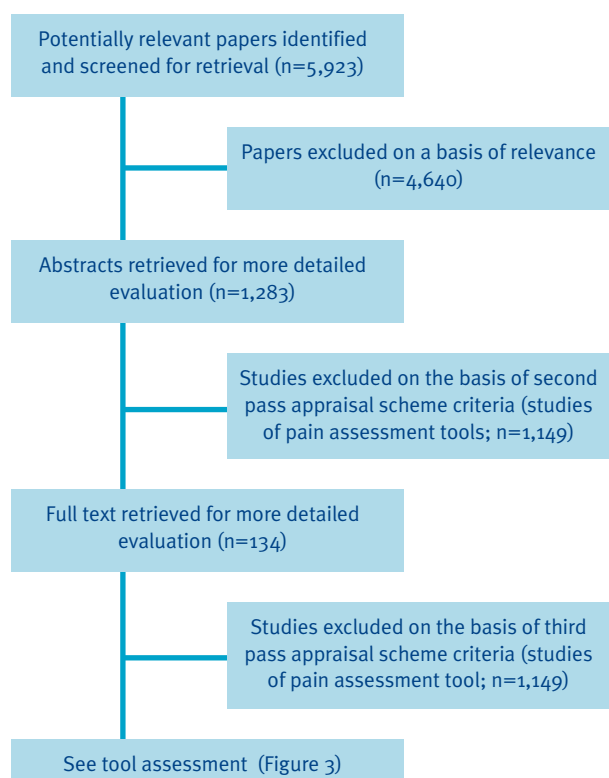 Potentially relevant papers identified
and screened for retrieval (n=5,923)
Papers excluded on a basis of relevance
(n=4,640)
Abstracts retrieved for more detailed
evaluation (n=1,283)
Studies excluded on the basis of second
pass appraisal scheme criteria (studies
of pain assessment tools; n=1,149)
Full text retrieved for more detailed
evaluation (n=134)
Studies excluded on the basis of third
pass appraisal scheme criteria (studies
of pain assessment tool; n=1,149)
See tool assessment (Figure 3)